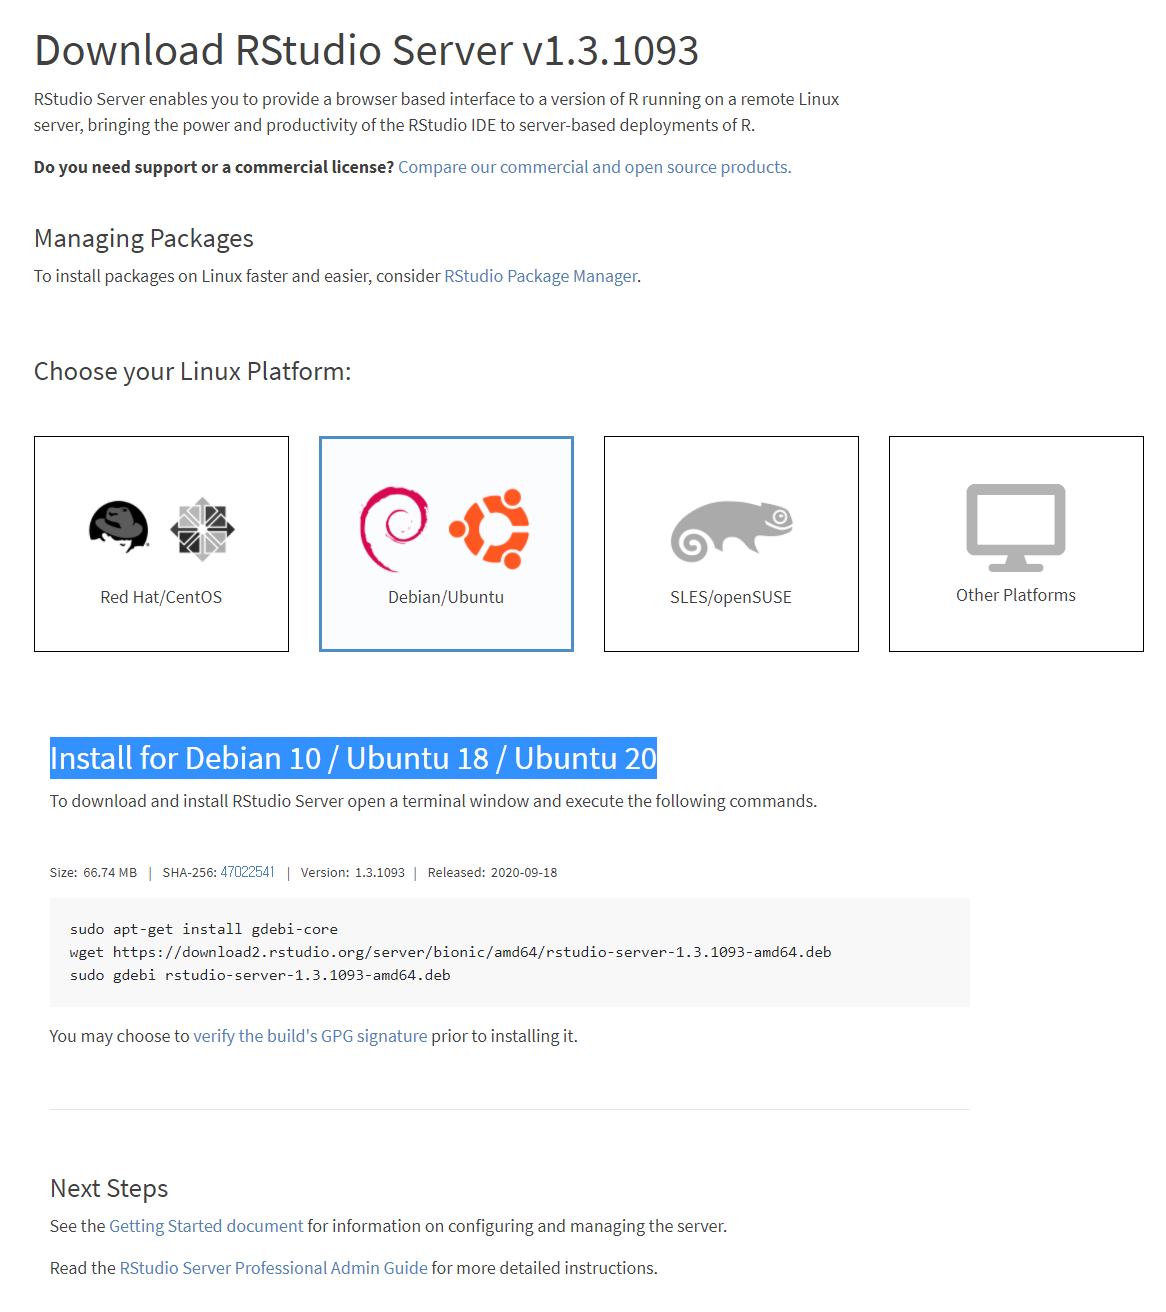 Download RStudio Server v1.3.1093
RStudio Server enables you to provide a browser based interface to a version of R running on a remote Linux
server, bringing the power and productivity of the RStudio IDE to server-based deployments of R.
Do you need support or a commercial license? Compare our commercial and open source products.
Managing Packages
To install packages on Linux faster and easier, consider RStudio Package Manager.
Choose your Linux Platform:
Red Hat/CentOS
Debian/Ubuntu
SLES/openSUSE
Other Platforms
Install for Debian 10 / Ubuntu 18 / Ubuntu 20
To download and install RStudio Server open a terminal window and execute the following commands.
Size: 66.74 MB | SHA-256: 47022541 | Version: 1.3.1093 | Released: 2020-09-18
sudo apt-get install gdebi-core
wget https://download2.rstudio.org/server/bionic/amd64/rstudio-server-1.3.1093-amd64.deb
sudo gdebi rstudio-server-1.3.1093-amd64.deb
You may choose to verify the build's GPG signature prior to installing it.
Next Steps
See the Getting Started document for information on configuring and managing the server.
Read the RStudio Server Professional Admin Guide for more detailed instructions.